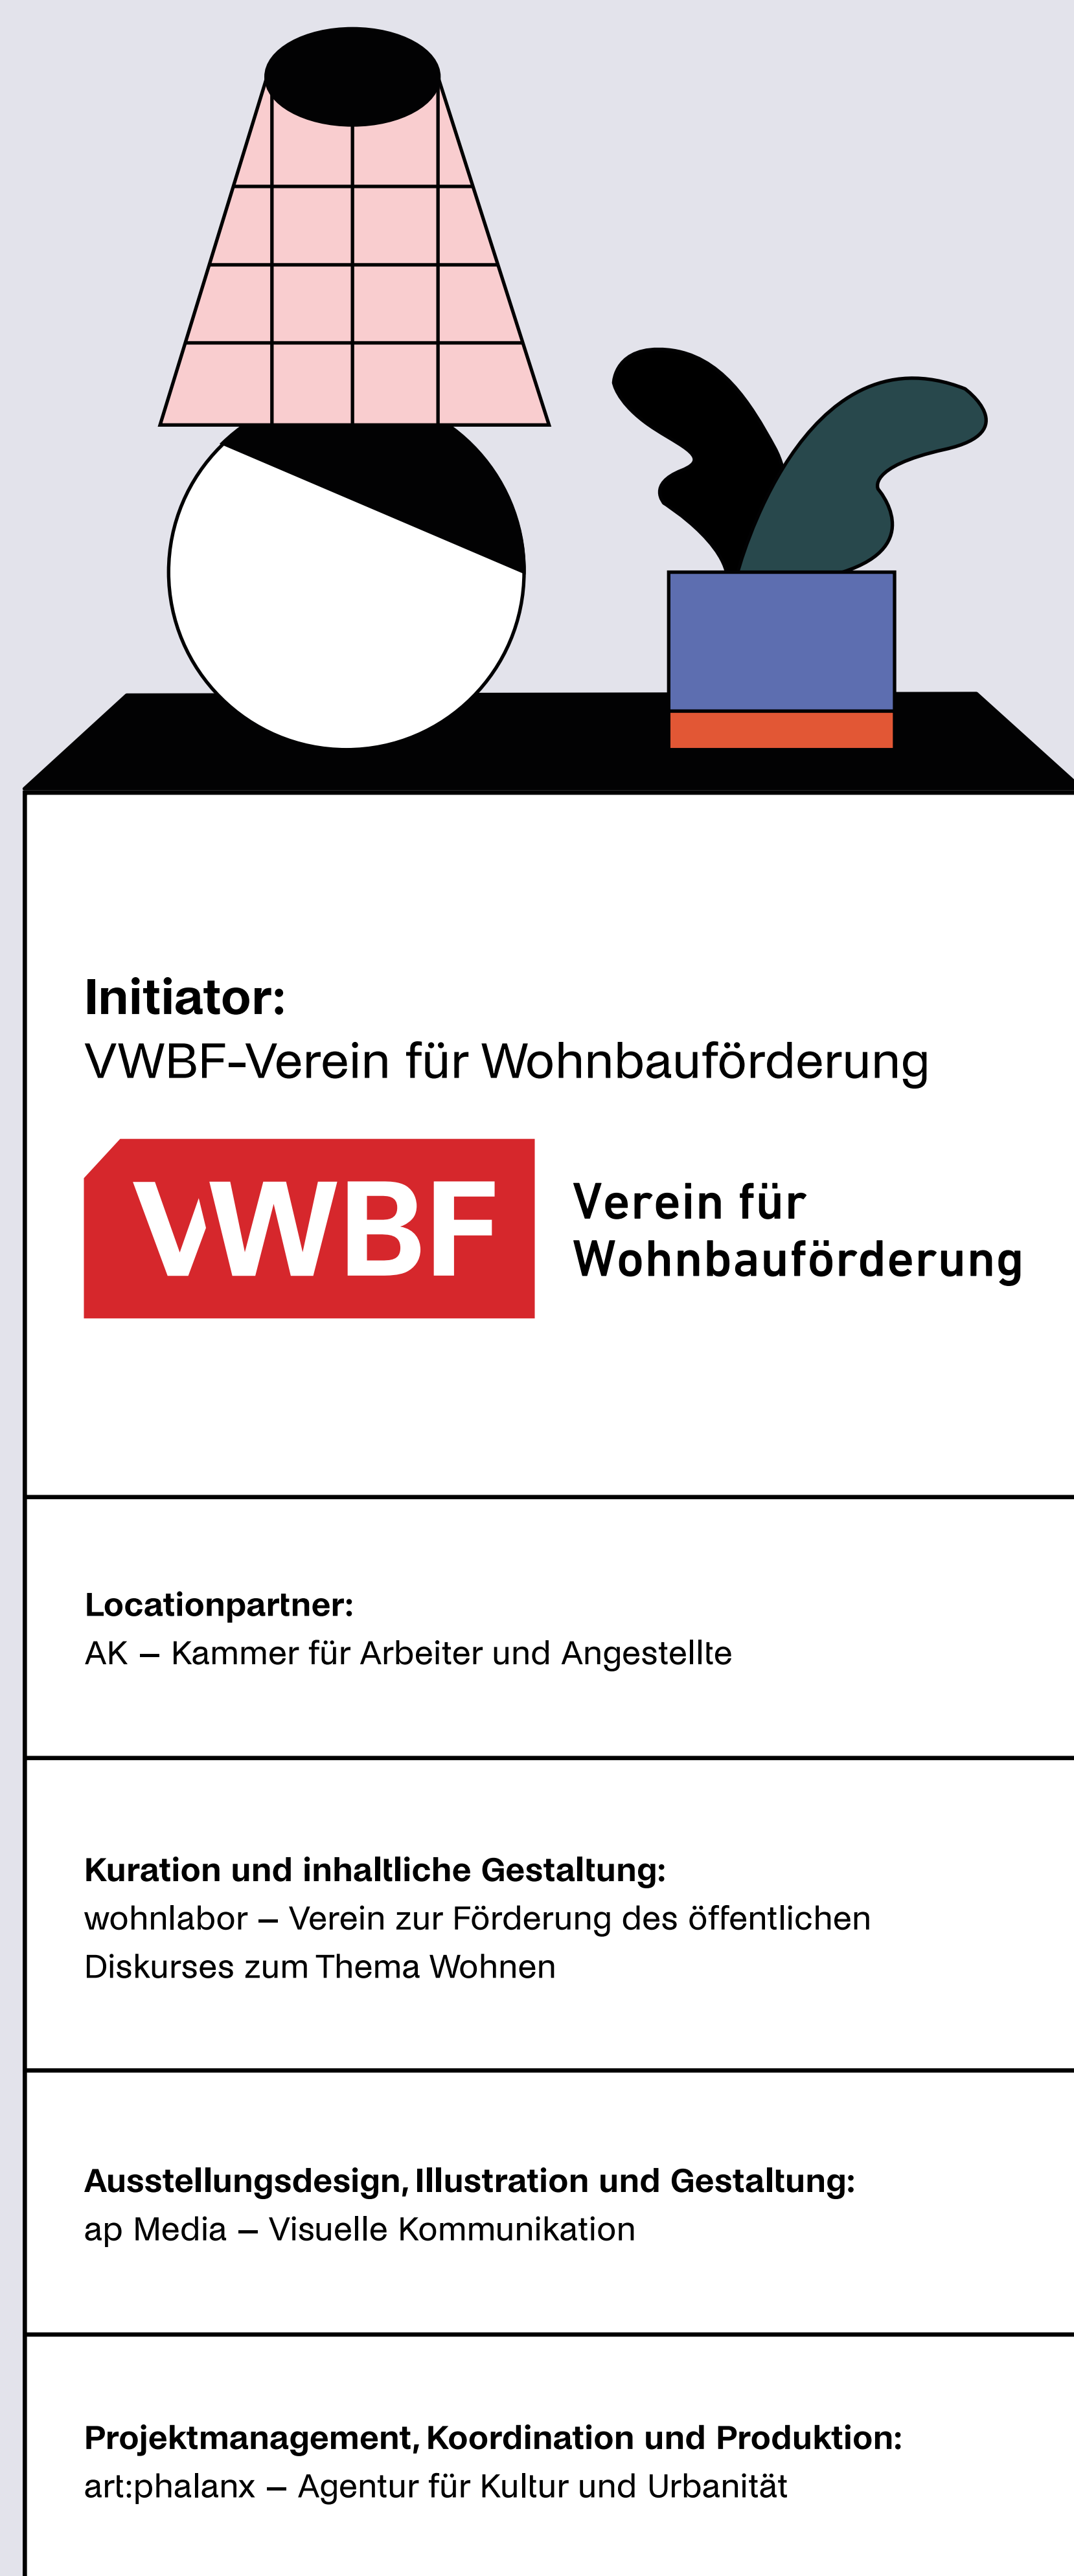 Initiator:
VWBF-Verein für Wohnbauförderung
VWBF
Verein für
Wohnbauförderung
Locationpartner:
AK – Kammer für Arbeiter und Angestellte
Kuration und inhaltliche Gestaltung:
wohnlabor – Verein zur Förderung des öffentlichen
Diskurses zum Thema Wohnen
Ausstellungsdesign, Illustration und Gestaltung:
ap Media – Visuelle Kommunikation
Projektmanagement, Koordination und Produktion:
art:phalanx – Agentur für Kultur und Urbanität